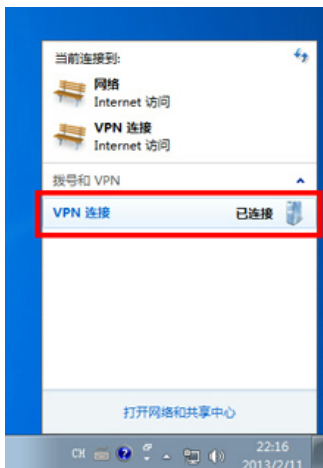 当前连接到:
网络
Internet 访问
VPN 连接
Internet 访问
拨号和 VPN
VPN 连接 已连接
打开网络和共享中心
CH 22:16
2013/2/11